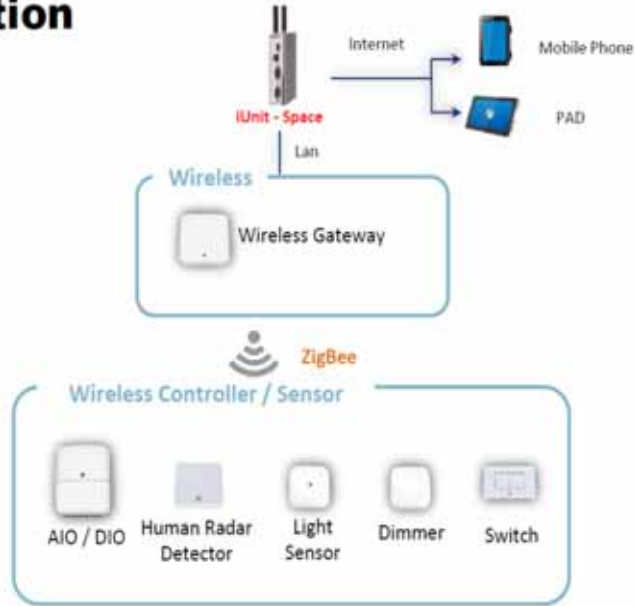 tion
Internet
Mobile Phone
iUnit - Space
PAD
Lan
Wireless
Wireless Gateway
ZigBee
Wireless Controller / Sensor
AIO / DIO
Human Radar
Detector
Light
Sensor
Dimmer
Switch